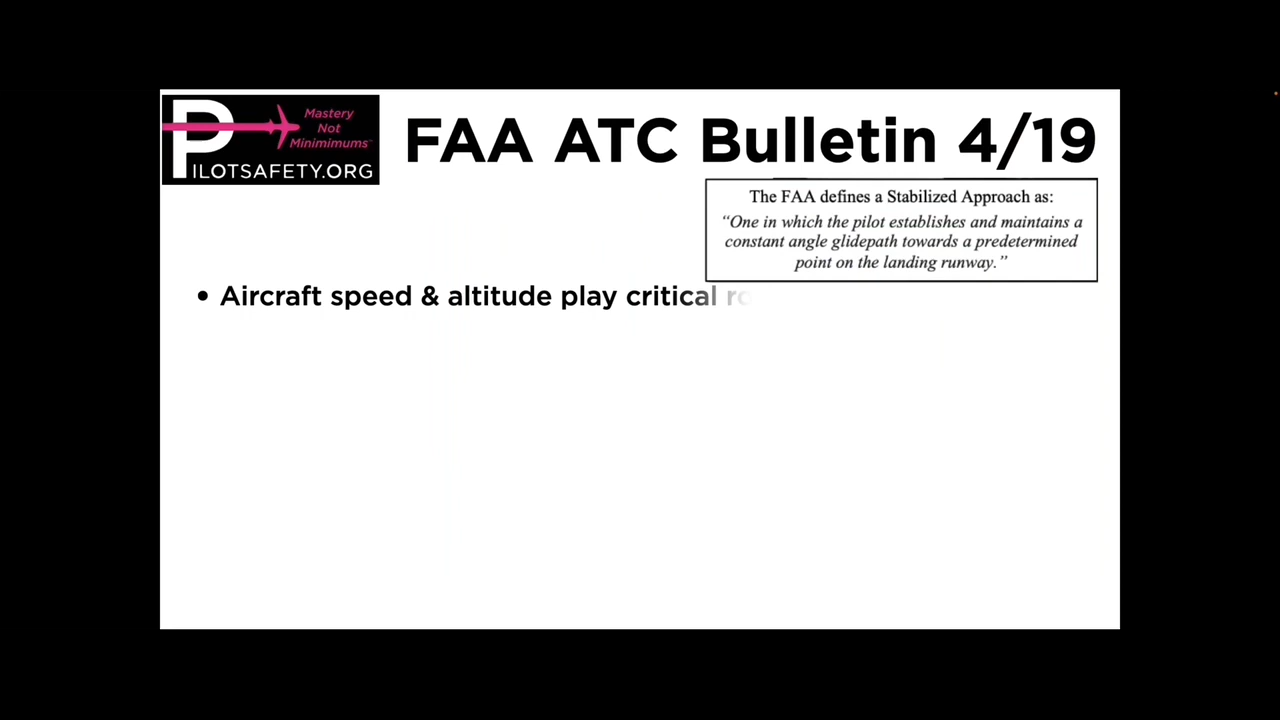 Mastery
Not
Minimimums™
PILOTSAFETY.ORG
FAA ATC Bulletin 4/19
The FAA defines a Stabilized Approach as:
“One in which the pilot establishes and maintains a
constant angle glidepath towards a predetermined
point on the landing runway.”
• Aircraft speed & altitude play critical